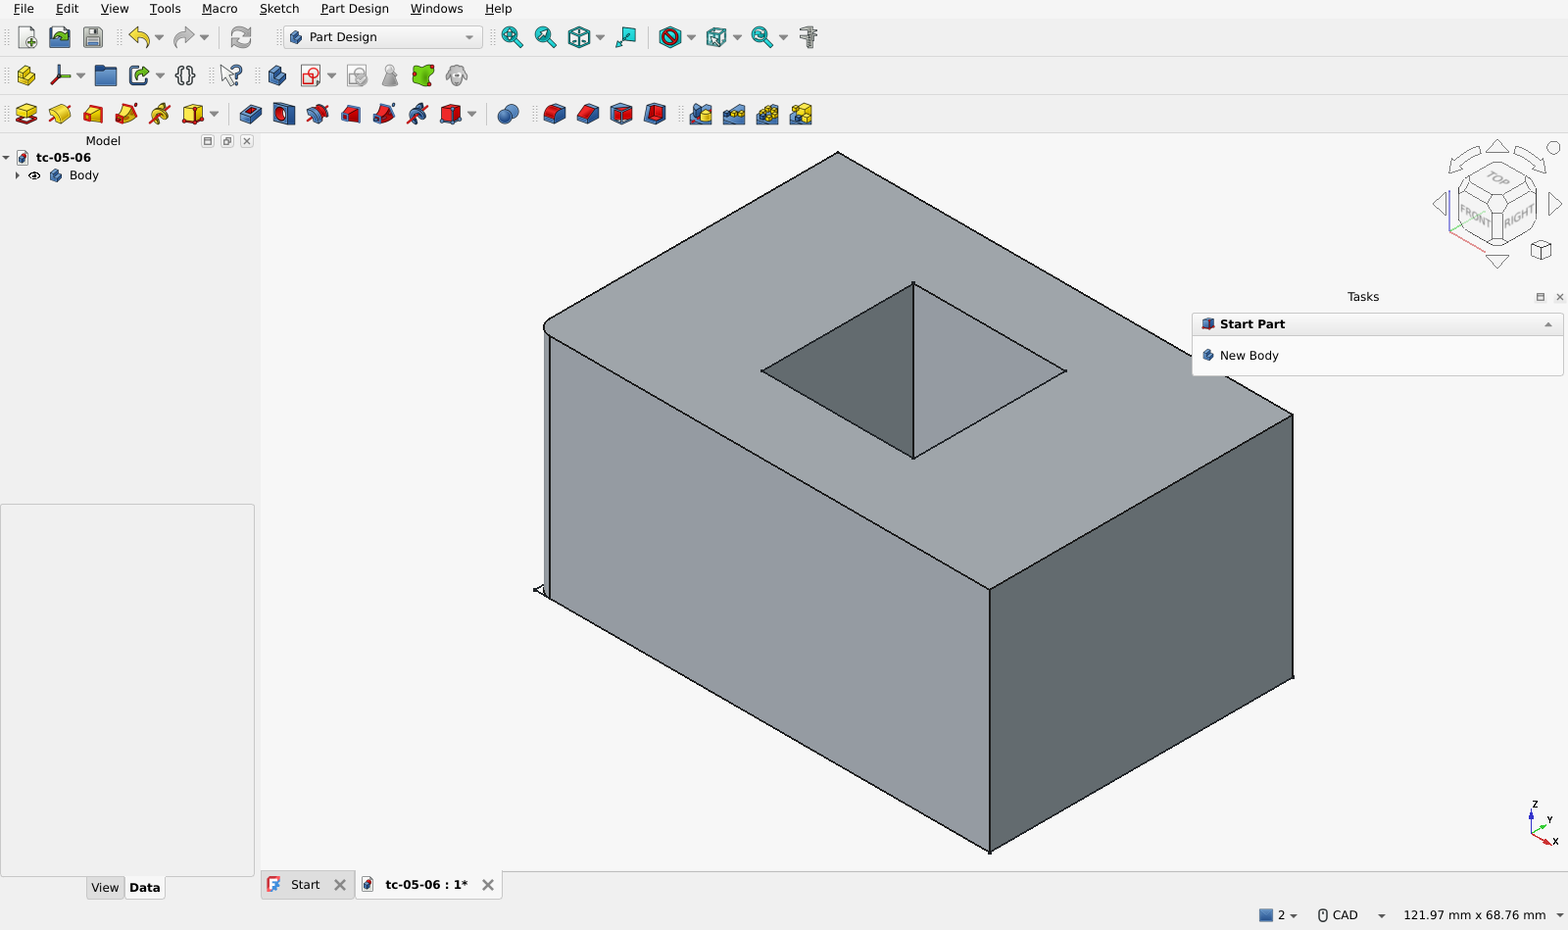 File Edit View Tools Macro Sketch Part Design Windows Help
Part Design
Model
tc-05-06
Body
TOP
FRONT
RIGHT
Tasks
Start Part
New Body
Z
Y
X
View Data
Start tc-05-06 : 1*
2 CAD 121.97 mm x 68.76 mm